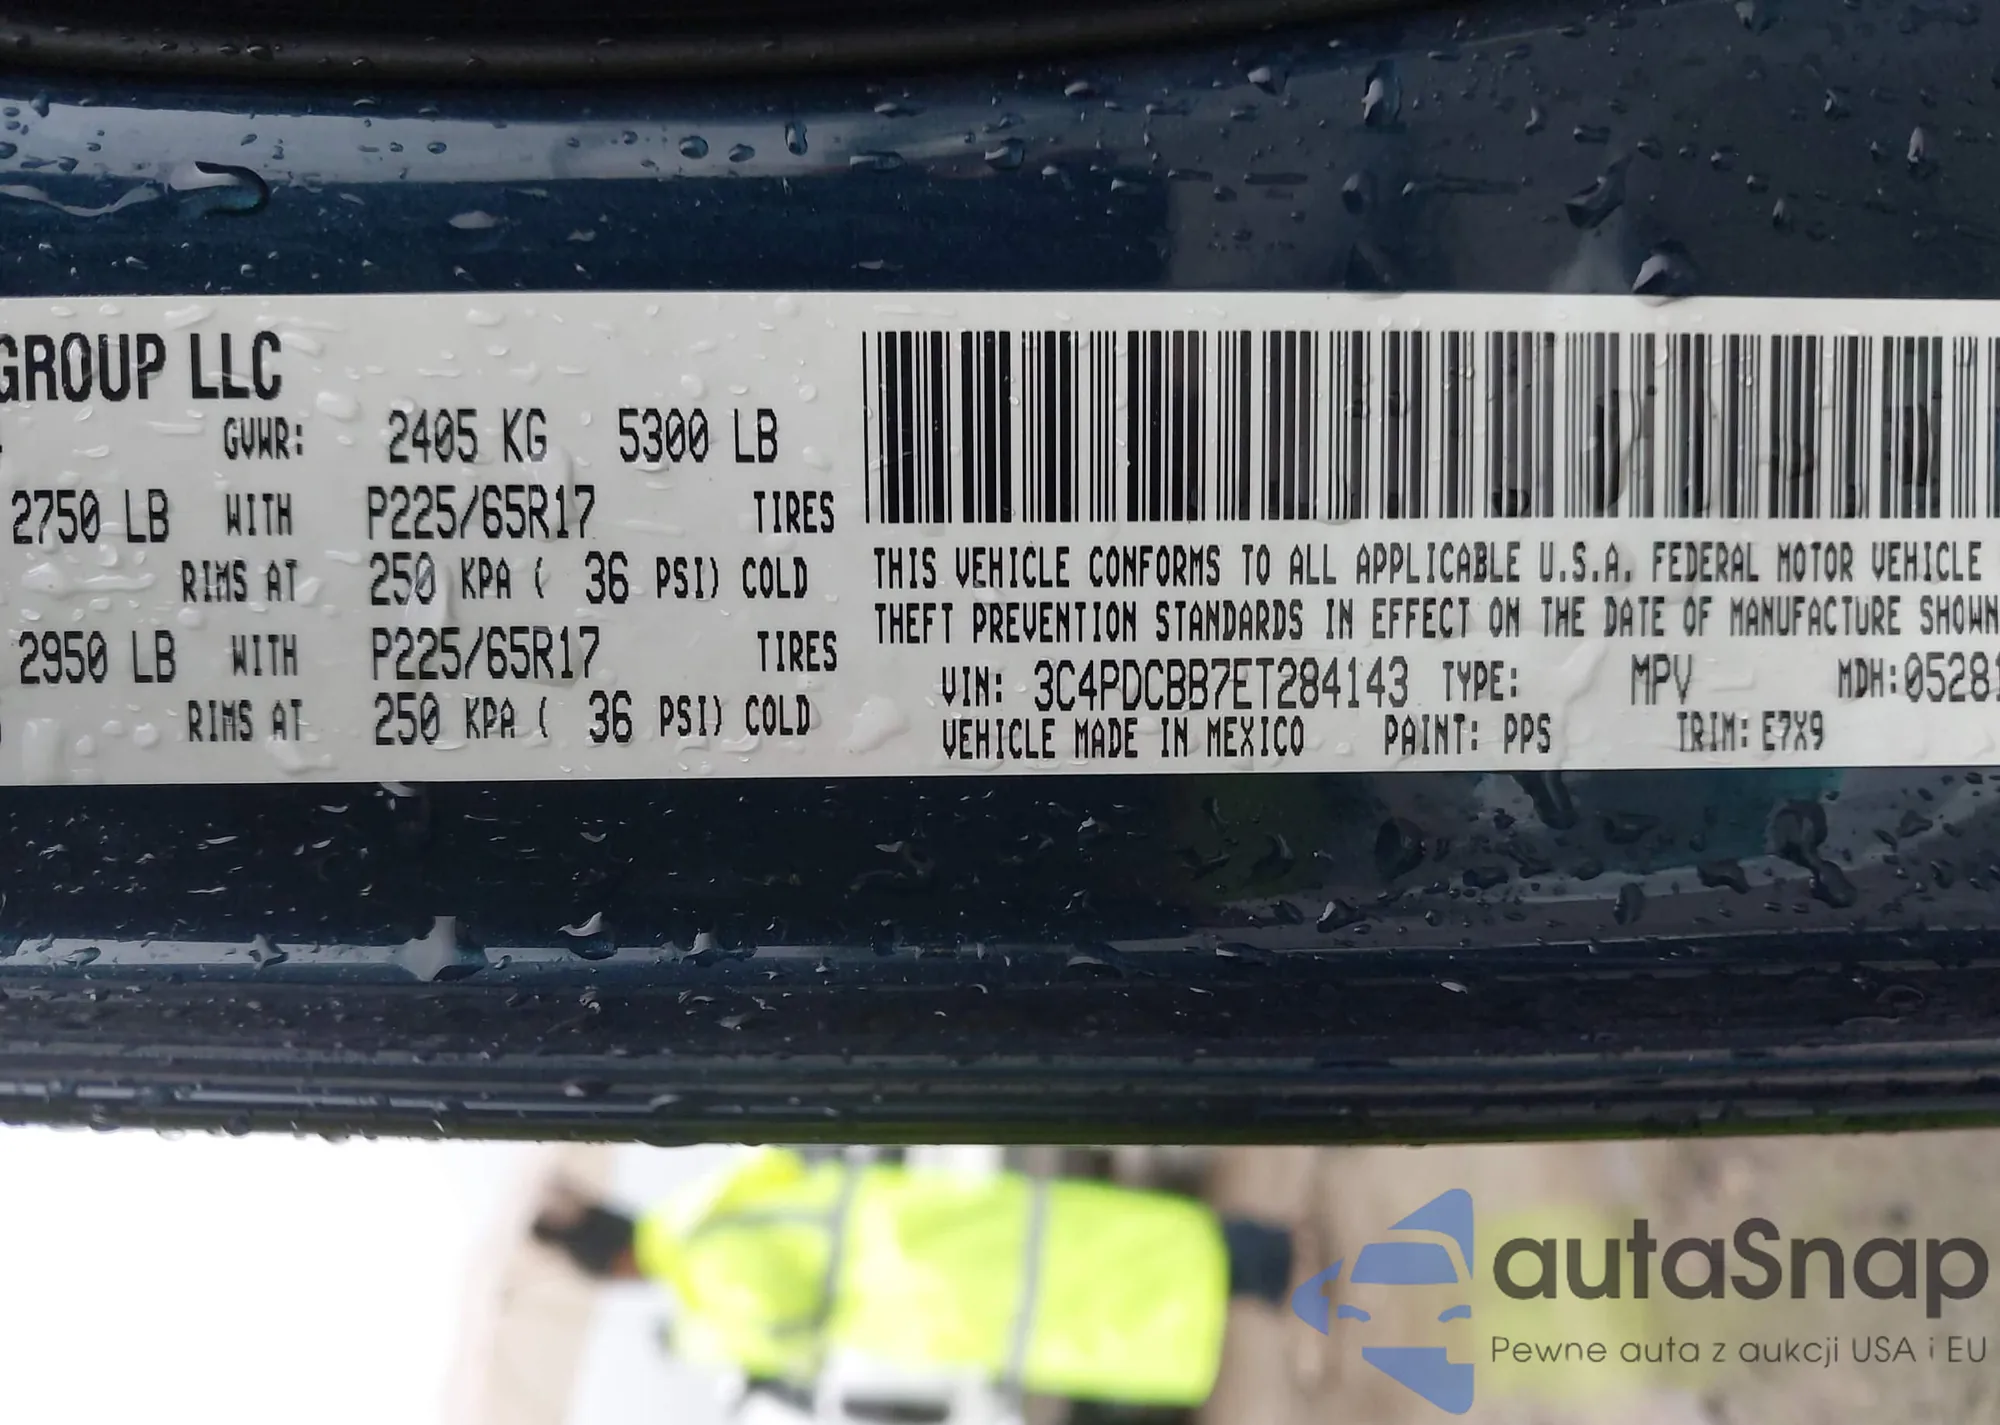 GROUP LLC
GVWR: 2405 KG 5300 LB
2750 LB WITH P225/65R17 TIRES
RIMS AT 250 KPA ( 36 PSI) COLD
2950 LB WITH P225/65R17 TIRES
RIMS AT 250 KPA ( 36 PSI) COLD
THIS VEHICLE CONFORMS TO ALL APPLICABLE U.S.A. FEDERAL MOTOR VEHICLE
THEFT PREVENTION STANDARDS IN EFFECT ON THE DATE OF MANUFACTURE SHOWN
VIN: 3C4PDCBB7ET284143 TYPE: MPV MDH:05281
VEHICLE MADE IN MEXICO PAINT: PPS TRIM: E7X9
autaSnap
Pewne auta z aukcji USA i EU